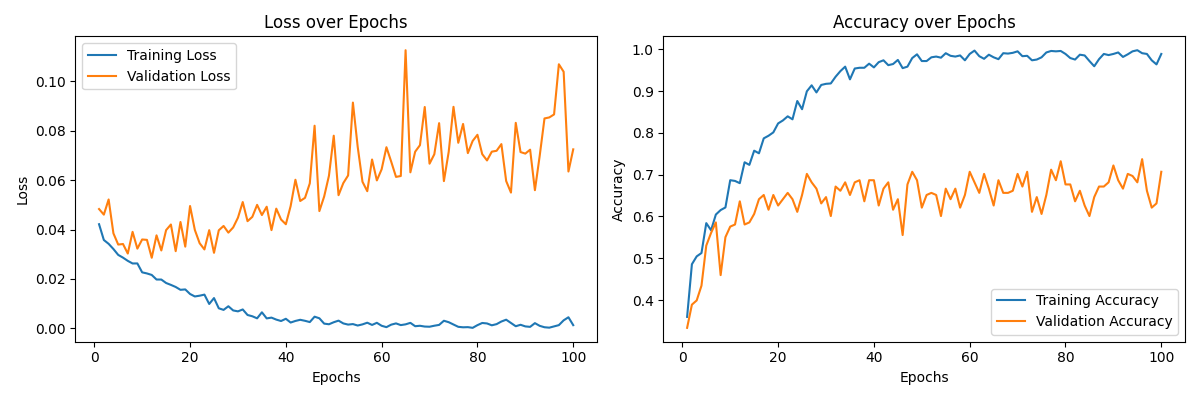 Loss over Epochs
Training Loss
Validation Loss
0.10
0.08
0.06
0.04
0.02
0.00
Loss
0
20
40
60
80
100
Epochs
Accuracy over Epochs
1.0
0.9
0.8
0.7
0.6
0.5
0.4
Accuracy
Training Accuracy
Validation Accuracy
0
20
40
60
80
100
Epochs